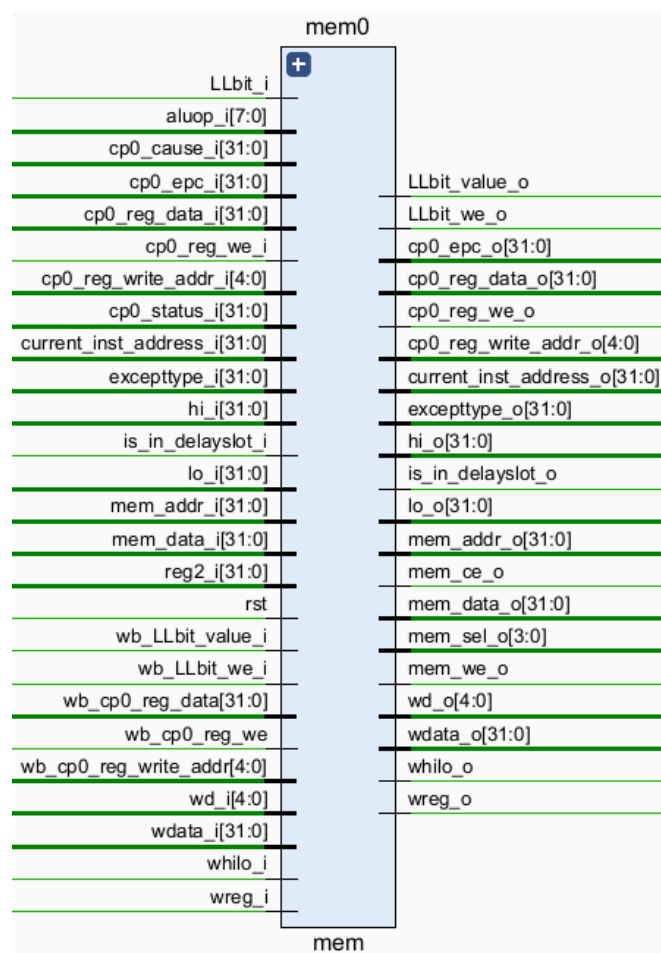 mem0
LLbit_i
aluop_i[7:0]
cp0_cause_i[31:0]
cp0_epc_i[31:0]
cp0_reg_data_i[31:0]
cp0_reg_we_i
cp0_reg_write_addr_i[4:0]
cp0_status_i[31:0]
current_inst_address_i[31:0]
excepttype_i[31:0]
hi_i[31:0]
is_in_delayslot_i
lo_i[31:0]
mem_addr_i[31:0]
mem_data_i[31:0]
reg2_i[31:0]
rst
wb_LLbit_value_i
wb_LLbit_we_i
wb_cp0_reg_data[31:0]
wb_cp0_reg_we
wb_cp0_reg_write_addr[4:0]
wd_i[4:0]
wdata_i[31:0]
whilo_i
wreg_i
LLbit_value_o
LLbit_we_o
cp0_epc_o[31:0]
cp0_reg_data_o[31:0]
cp0_reg_we_o
cp0_reg_write_addr_o[4:0]
current_inst_address_o[31:0]
excepttype_o[31:0]
hi_o[31:0]
is_in_delayslot_o
lo_o[31:0]
mem_addr_o[31:0]
mem_ce_o
mem_data_o[31:0]
mem_sel_o[3:0]
mem_we_o
wd_o[4:0]
wdata_o[31:0]
whilo_o
wreg_o
mem